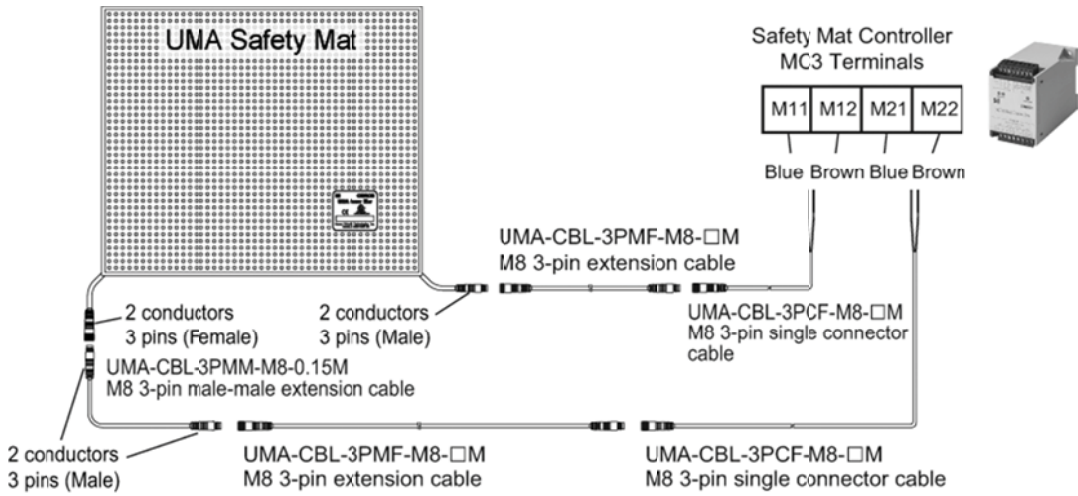 UMA Safety Mat
Safety Mat Controller
MC3 Terminals
M11 M12 M21 M22
Blue Brown Blue Brown
UMA-CBL-3PMF-M8-□M
M8 3-pin extension cable
2 conductors
3 pins (Female)
2 conductors
3 pins (Male)
UMA-CBL-3PCF-M8-□M
M8 3-pin single connector
cable
UMA-CBL-3PMM-M8-0.15M
M8 3-pin male-male extension cable
2 conductors
3 pins (Male)
UMA-CBL-3PMF-M8-□M
M8 3-pin extension cable
UMA-CBL-3PCF-M8-□M
M8 3-pin single connector cable